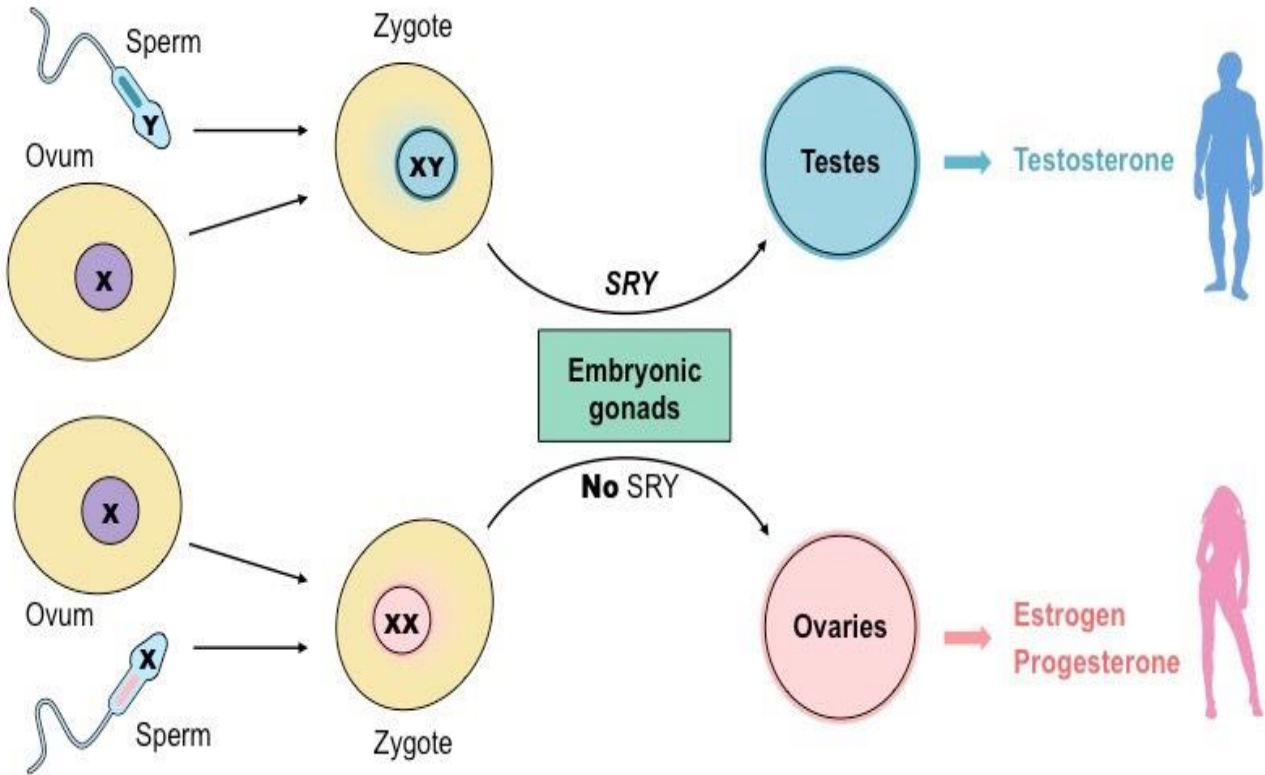 Sperm
Zygote
Y
Ovum
XY
X
Testes
Testosterone
SRY
Embryonic
gonads
No SRY
X
Ovum
XX
X
Sperm
Zygote
Ovaries
Estrogen
Progesterone